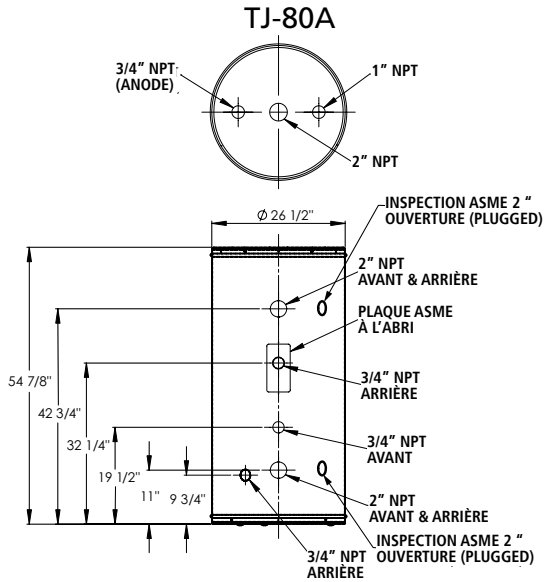 TJ-80A
3/4” NPT
(ANODE)
1” NPT
2” NPT
Ø 26 1/2"
INSPECTION ASME 2 “
OUVERTURE (PLUGGED)
2” NPT
AVANT & ARRIÈRE
PLAQUE ASME
À L’ABRI
3/4” NPT
ARRIÈRE
54 7/8"
42 3/4"
32 1/4"
19 1/2"
11"
9 3/4"
3/4” NPT
AVANT
2” NPT
AVANT & ARRIÈRE
3/4” NPT
ARRIÈRE
INSPECTION ASME 2 “
OUVERTURE (PLUGGED)